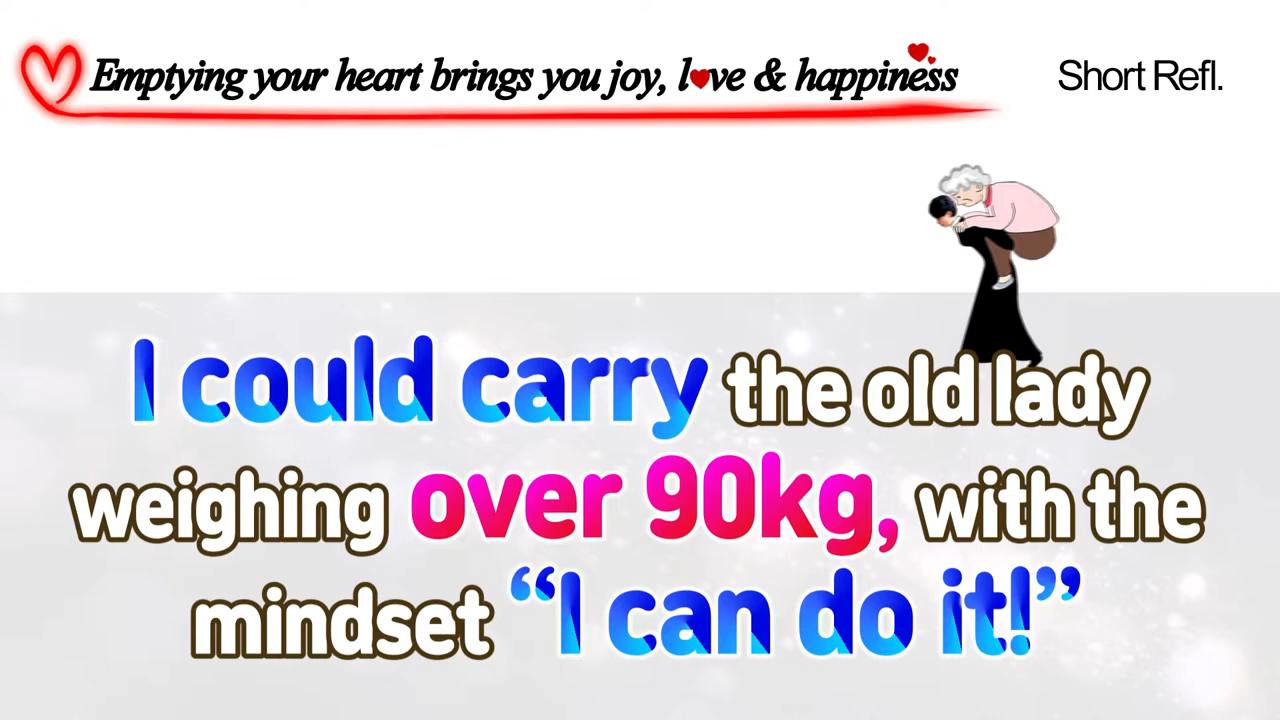 Emptying your heart brings you joy, love & happiness
Short Refl.
I could carry the old lady
weighing over 90kg, with the
mindset “I can do it!”